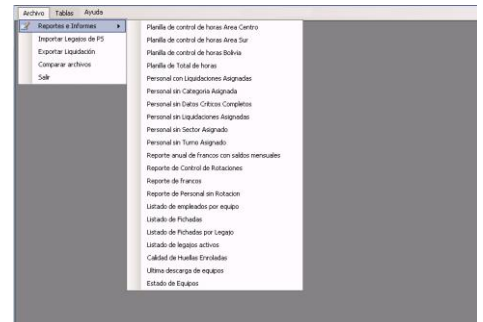 Archivo Tablas Ayuda
Reportes e Informes
Importar Legajos de PS
Exportar Liquidación
Comparar archivos
Salir
Planilla de control de horas Area Centro
Planilla de control de horas Area Sur
Planilla de control de horas Bolivia
Planilla de Total de horas
Personal con Liquidaciones Asignadas
Personal sin Categoria Asignada
Personal sin Datos Criticos Completos
Personal sin Liquidaciones Asignadas
Personal sin Sector Asignado
Personal sin Turno Asignado
Reporte anual de francos con saldos mensuales
Reporte de Control de Rotaciones
Reporte de francos
Reporte de Personal sin Rotacion
Listado de empleados por equipo
Listado de Fichadas
Listado de Fichadas por Legajo
Listado de legajos activos
Calidad de Huellas Enroladas
Ultima descarga de equipos
Estado de Equipos